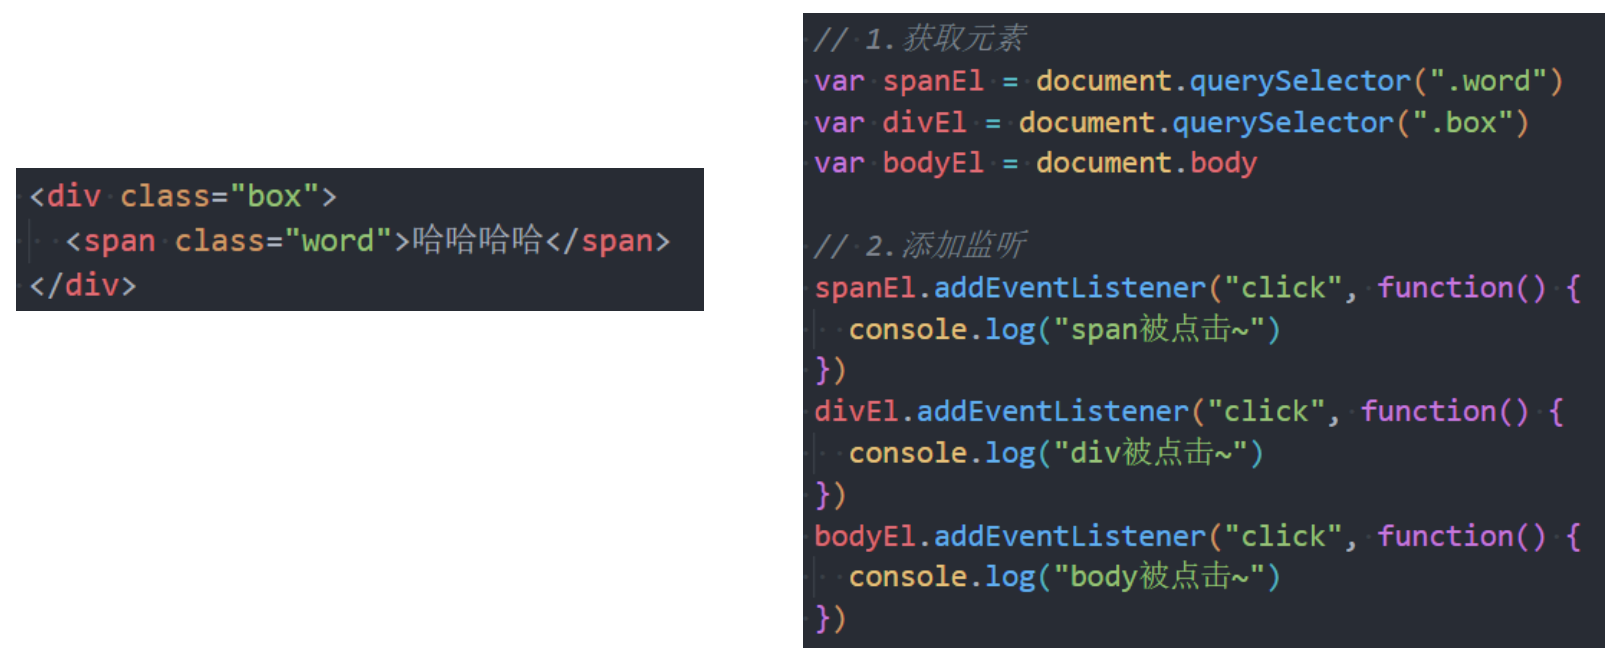 <div class="box">
  <span class="word">哈哈哈哈</span>
</div>
// 1.获取元素
var spanEl = document.querySelector(".word")
var divEl = document.querySelector(".box")
var bodyEl = document.body
// 2.添加监听
spanEl.addEventListener("click", function() {
  console.log("span被点击~")
})
divEl.addEventListener("click", function() {
  console.log("div被点击~")
})
bodyEl.addEventListener("click", function() {
  console.log("body被点击~")
})